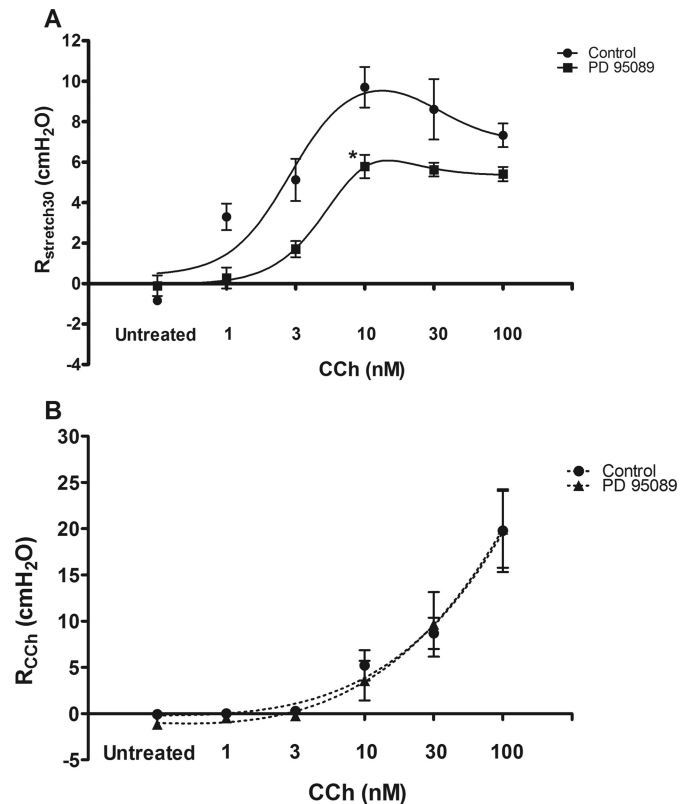 A
12
10
8
6
4
2
0
-2
-4
Rstretch30 (cmH2O)
Control
PD 95089
*
Untreated 1 3 10 30 100
CCh (nM)
B
30
25
20
15
10
5
0
-5
RCCh (cmH2O)
Control
PD 95089
Untreated 1 3 10 30 100
CCh (nM)